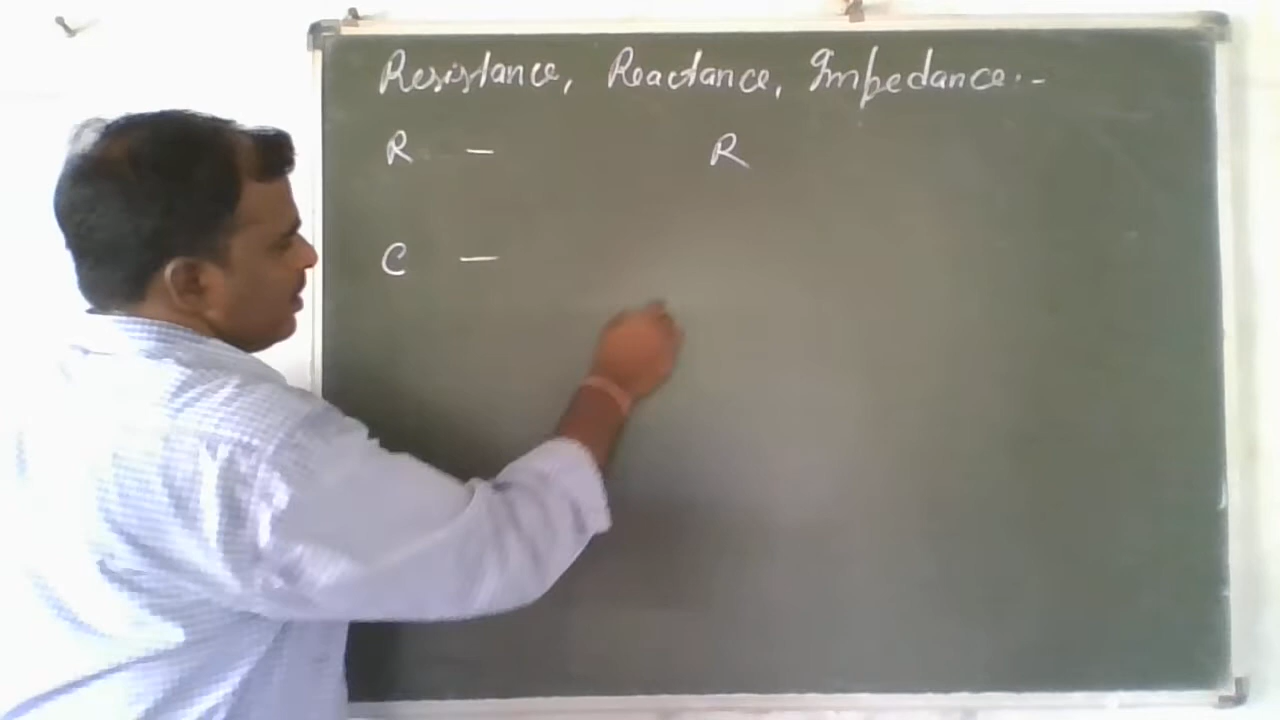 Resistance, Reactance, Impedance :-
R — R
C —